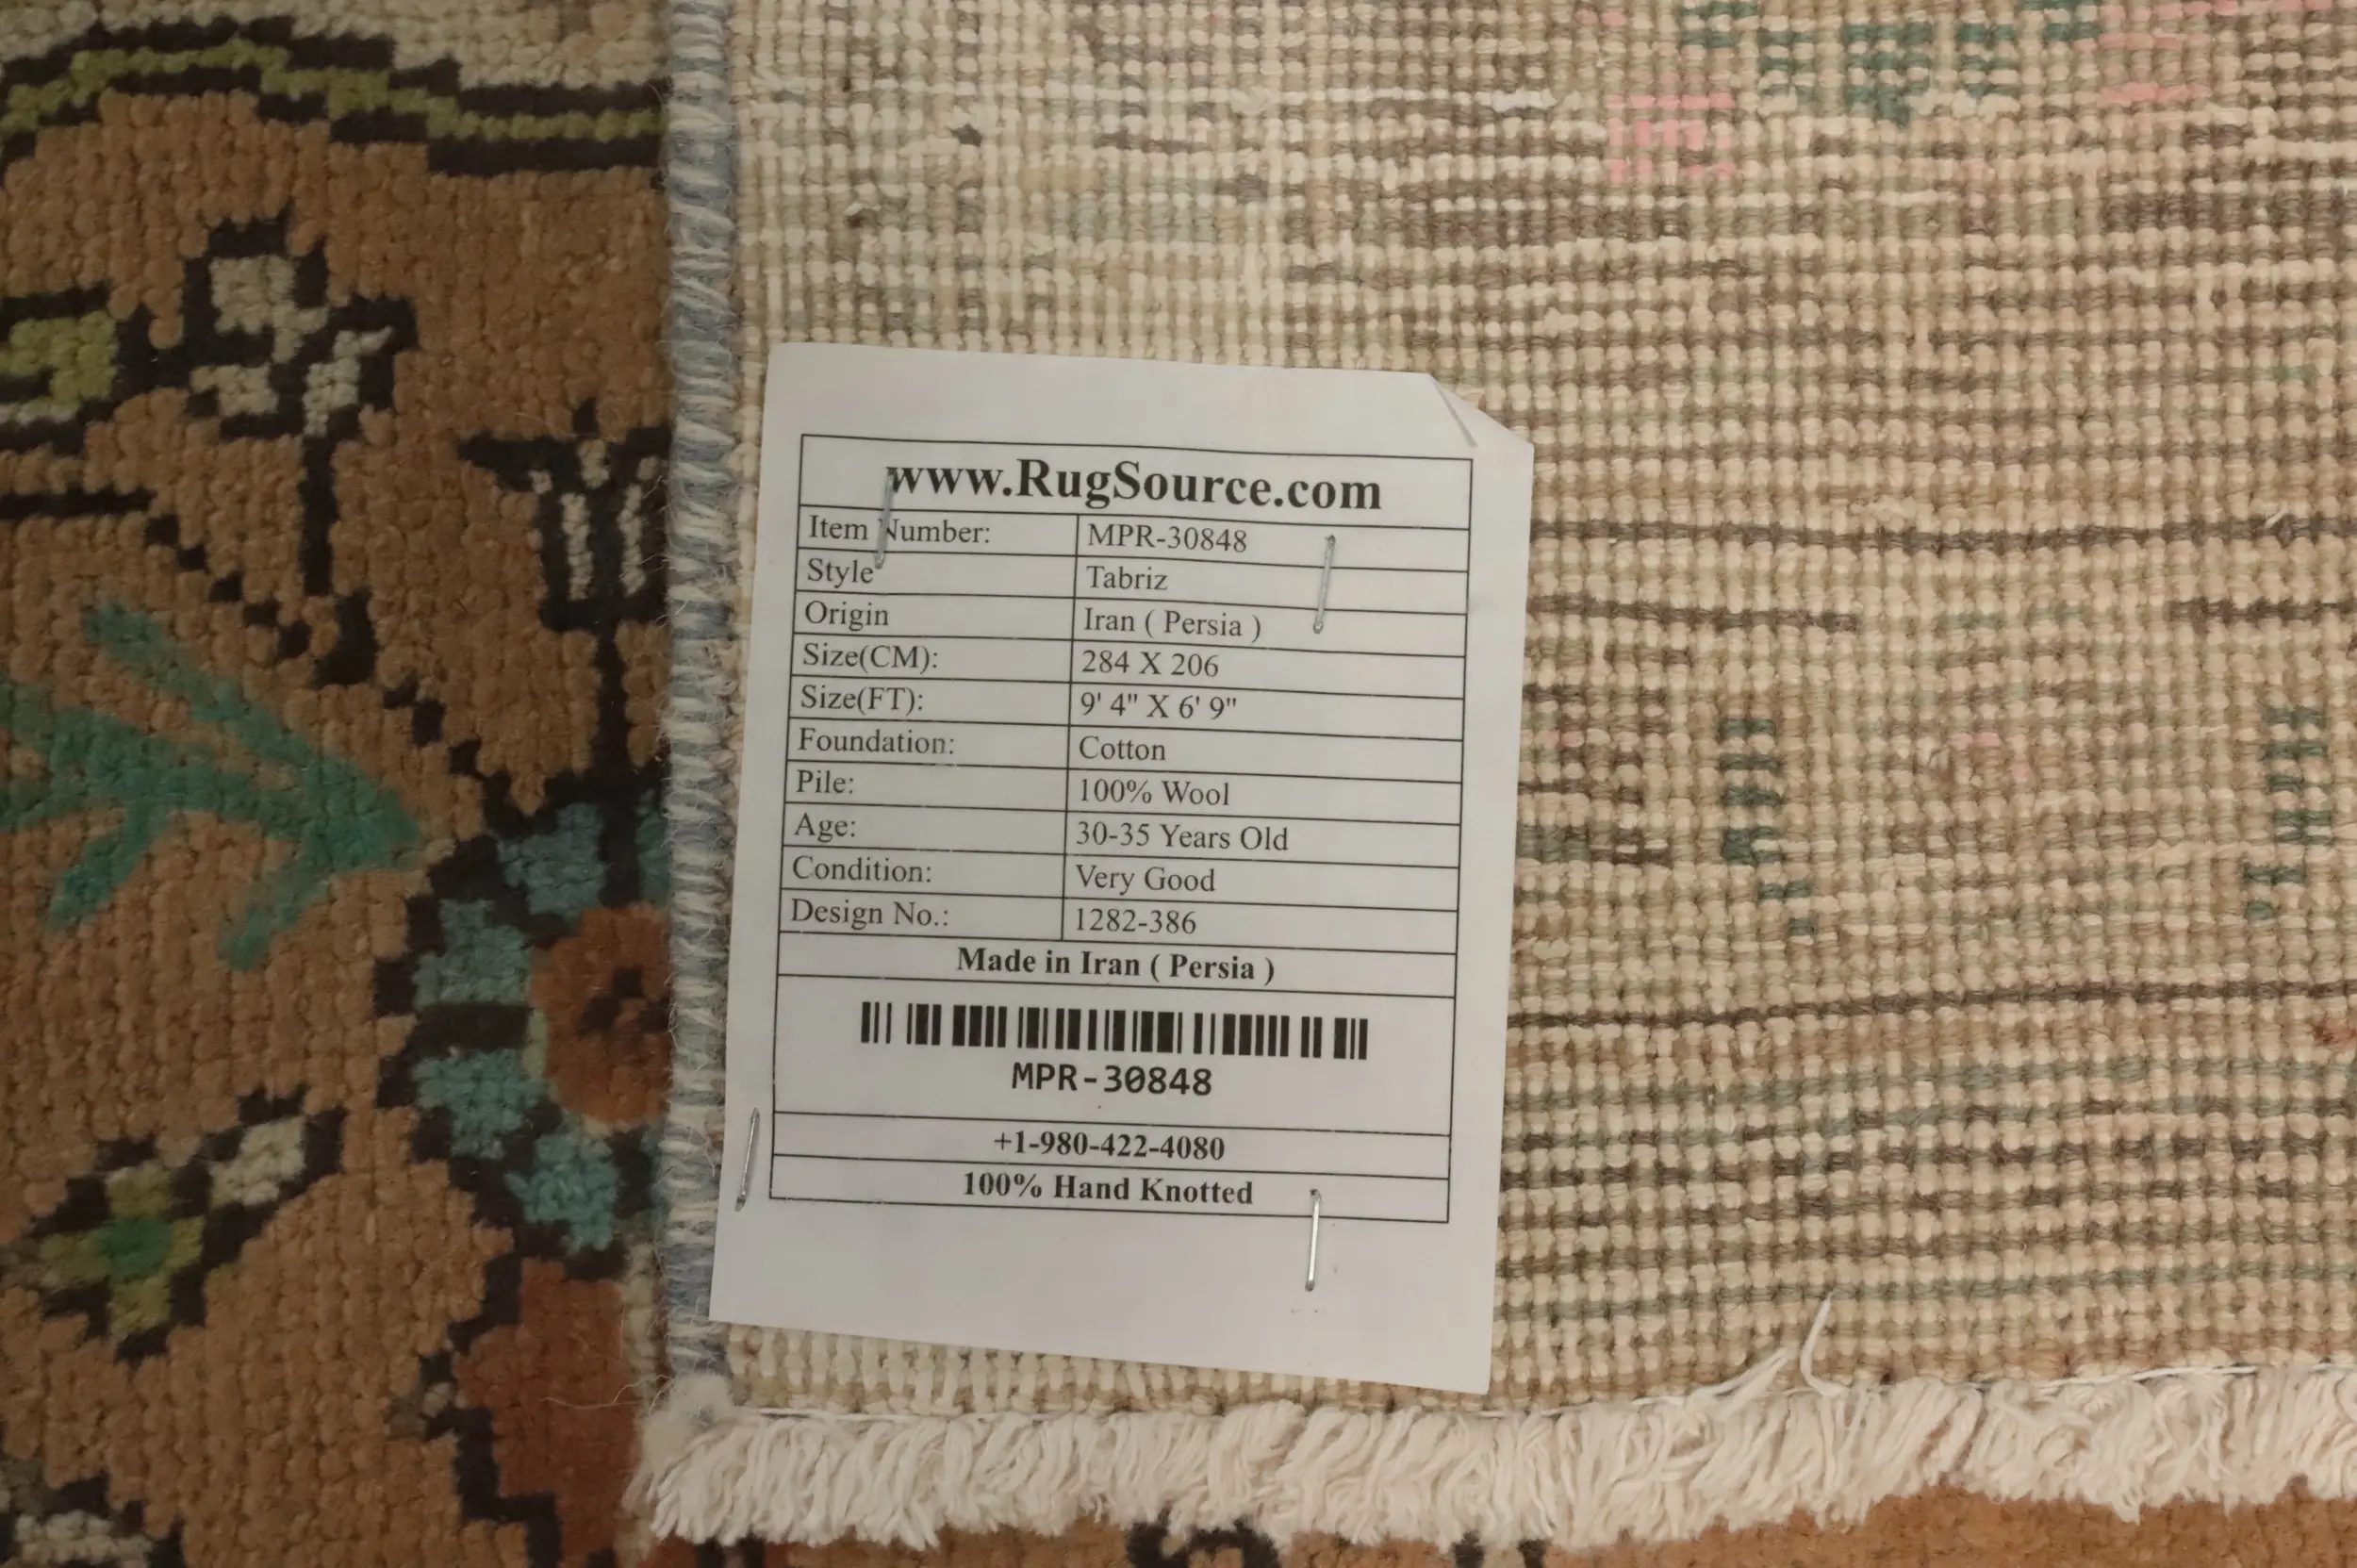 www.RugSource.com
Item Number: MPR-30848
Style Tabriz
Origin Iran ( Persia )
Size(CM): 284 X 206
Size(FT): 9' 4" X 6' 9"
Foundation: Cotton
Pile: 100% Wool
Age: 30-35 Years Old
Condition: Very Good
Design No.: 1282-386
Made in Iran ( Persia )
MPR-30848
+1-980-422-4080
100% Hand Knotted